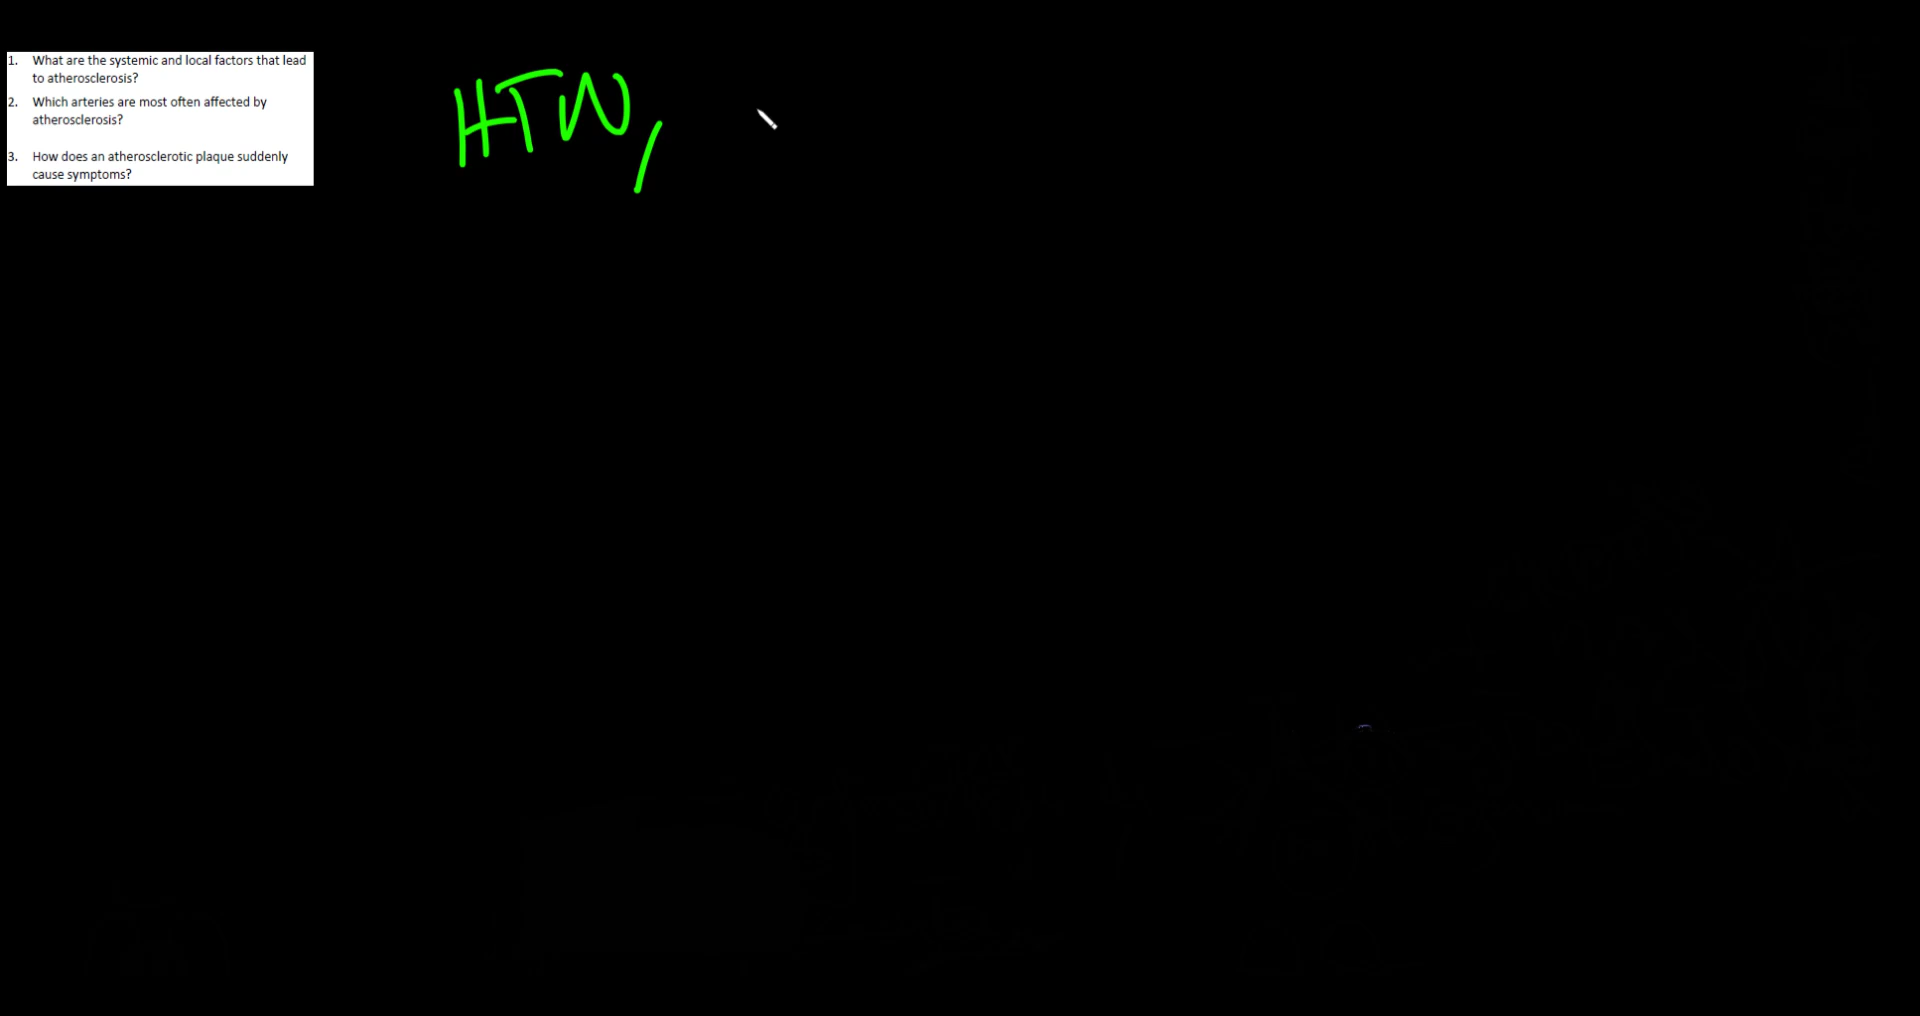 1. What are the systemic and local factors that lead
to atherosclerosis?
2. Which arteries are most often affected by
atherosclerosis?
3. How does an atherosclerotic plaque suddenly
cause symptoms?
HTN,